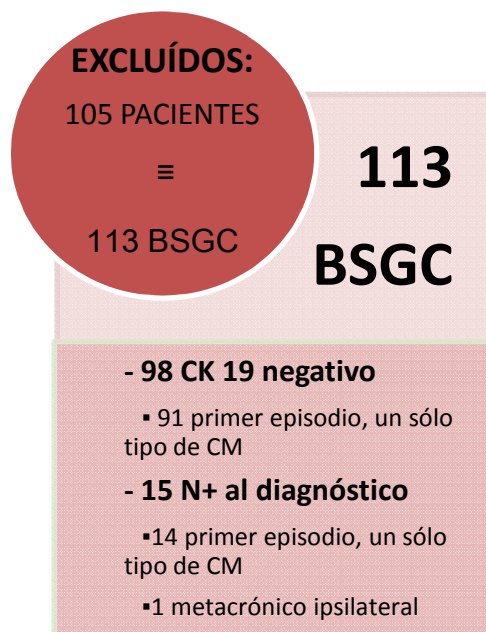 EXCLUÍDOS:
105 PACIENTES
≡
113 BSGC
113
BSGC
- 98 CK 19 negativo
▪ 91 primer episodio, un sólo
tipo de CM
- 15 N+ al diagnóstico
▪14 primer episodio, un sólo
tipo de CM
▪1 metacrónico ipsilateral